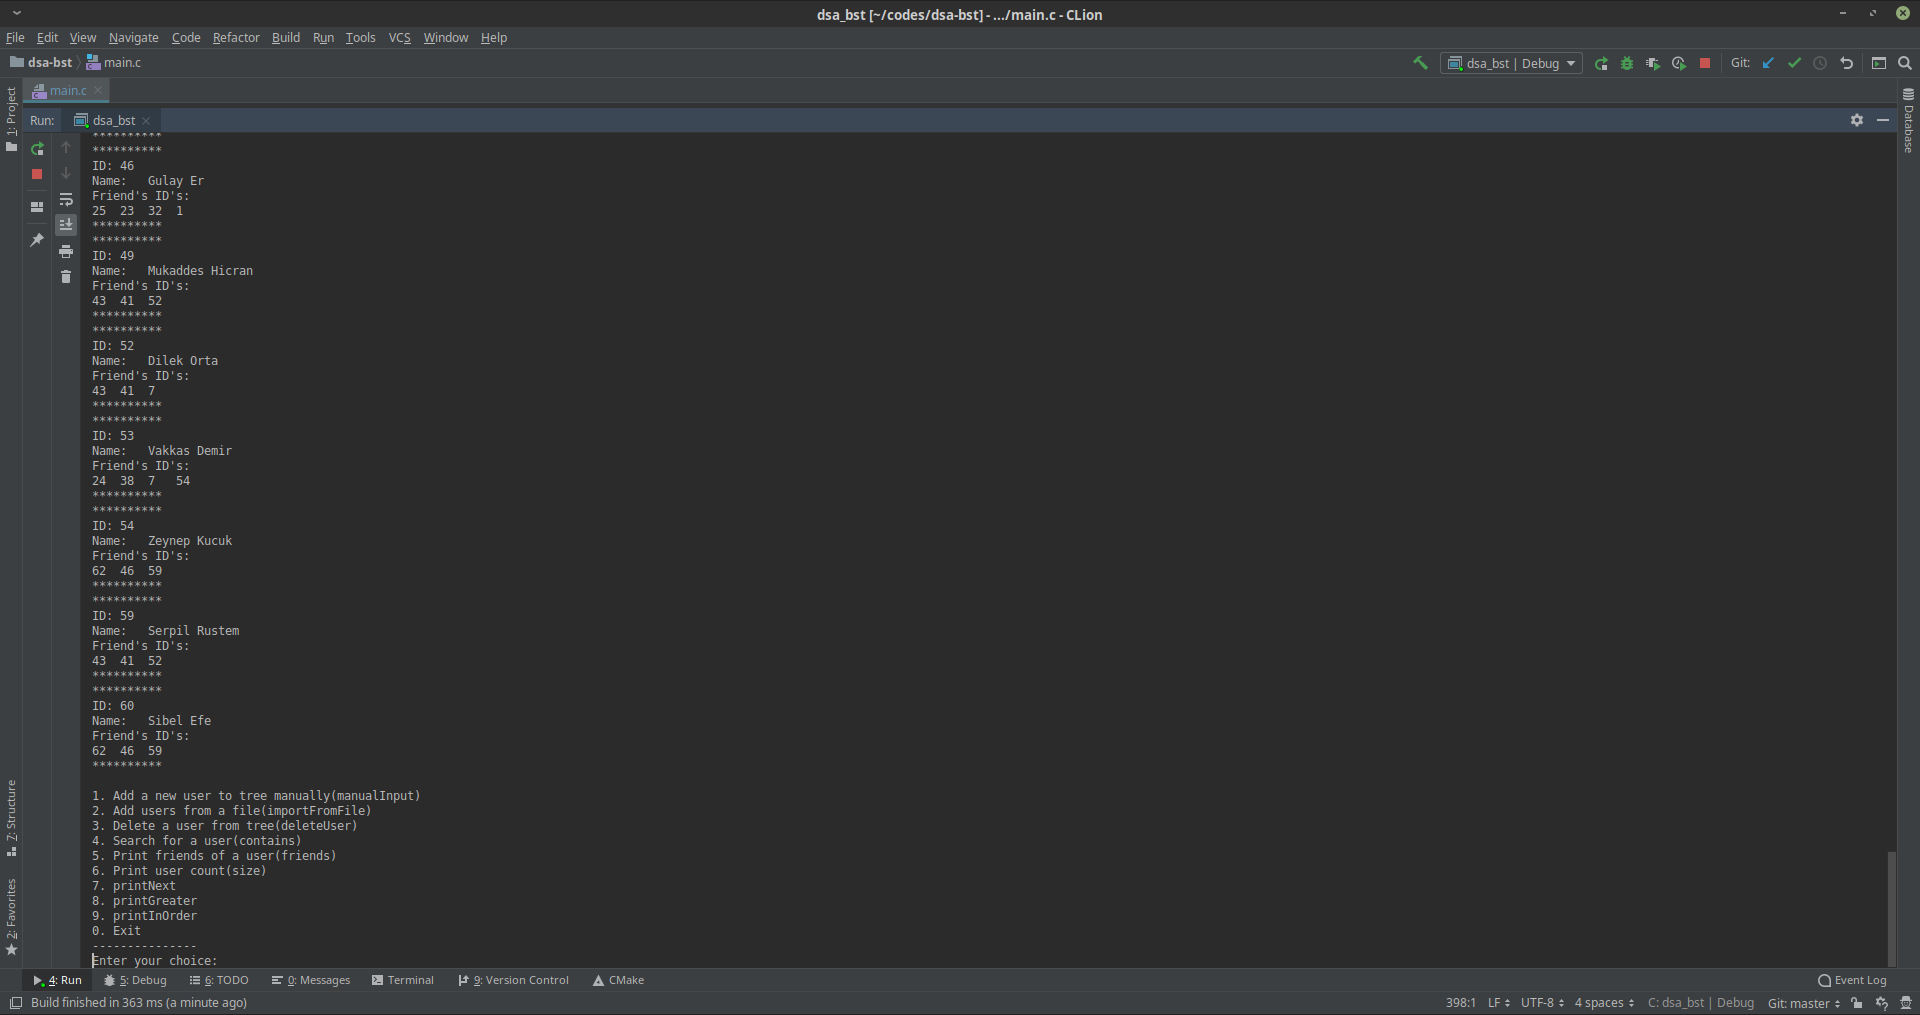 dsa_bst [~/codes/dsa-bst] - .../main.c - CLion
File Edit View Navigate Code Refactor Build Run Tools VCS Window Help
dsa-bst main.c dsa_bst | Debug Git:
main.c
1: Project
Database
Run: dsa_bst
**********
**********
ID: 46
Name:   Gulay Er
Friend's ID's:
25  23  32  1
**********
**********
ID: 49
Name:   Mukaddes Hicran
Friend's ID's:
43  41  52
**********
**********
ID: 52
Name:   Dilek Orta
Friend's ID's:
43  41  7
**********
**********
ID: 53
Name:   Vakkas Demir
Friend's ID's:
24  38  7   54
**********
**********
ID: 54
Name:   Zeynep Kucuk
Friend's ID's:
62  46  59
**********
**********
ID: 59
Name:   Serpil Rustem
Friend's ID's:
43  41  52
**********
**********
ID: 60
Name:   Sibel Efe
Friend's ID's:
62  46  59
**********
1. Add a new user to tree manually(manualInput)
2. Add users from a file(importFromFile)
3. Delete a user from tree(deleteUser)
4. Search for a user(contains)
5. Print friends of a user(friends)
6. Print user count(size)
7. printNext
8. printGreater
9. printInOrder
0. Exit
---------------
Enter your choice:
7: Structure
2: Favorites
4: Run 5: Debug 6: TODO 0: Messages Terminal 9: Version Control CMake Event Log
Build finished in 363 ms (a minute ago) 398:1 LF UTF-8 4 spaces C: dsa_bst | Debug Git: master